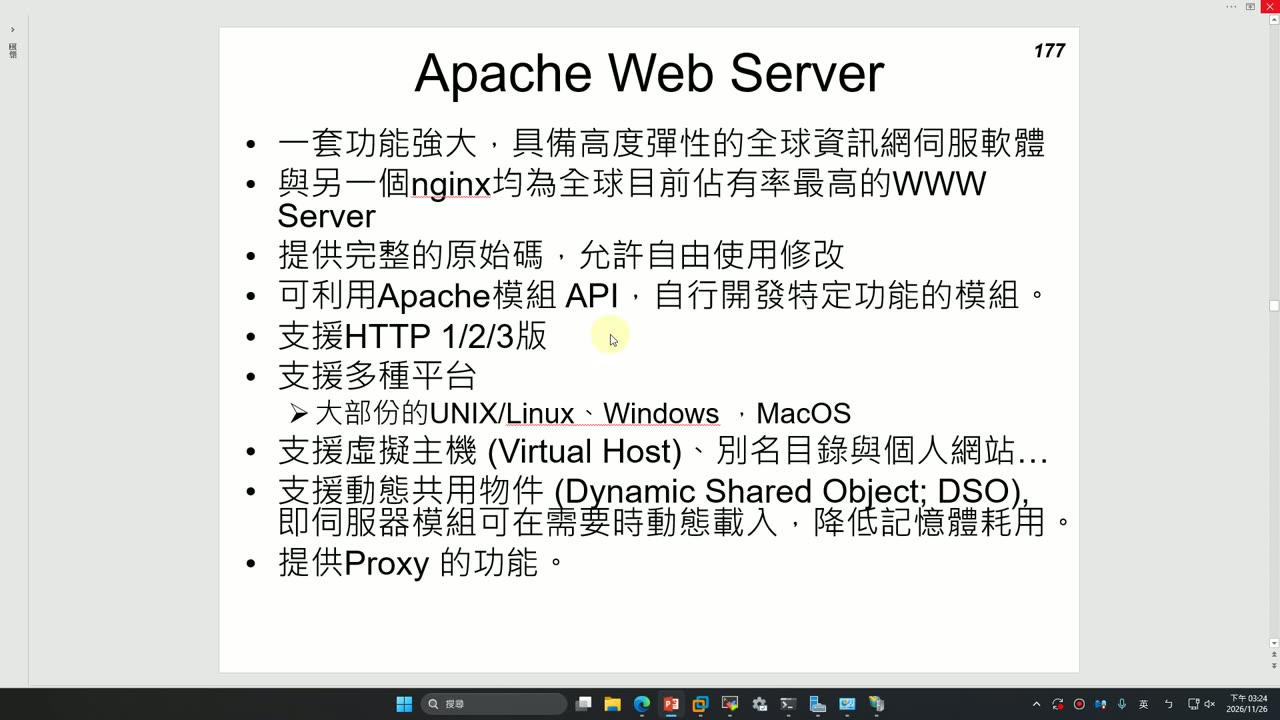 177
Apache Web Server
• 一套功能強大，具備高度彈性的全球資訊網伺服軟體
• 與另一個nginx均為全球目前佔有率最高的WWW
Server
• 提供完整的原始碼，允許自由使用修改
• 可利用Apache模組 API，自行開發特定功能的模組。
• 支援HTTP 1/2/3版
• 支援多種平台
➢大部份的UNIX/Linux、Windows ，MacOS
• 支援虛擬主機 (Virtual Host)、別名目錄與個人網站…
• 支援動態共用物件 (Dynamic Shared Object; DSO),
即伺服器模組可在需要時動態載入，降低記憶體耗用。
• 提供Proxy 的功能。
搜尋
英
ㄅ
下午 03:24
2026/11/26